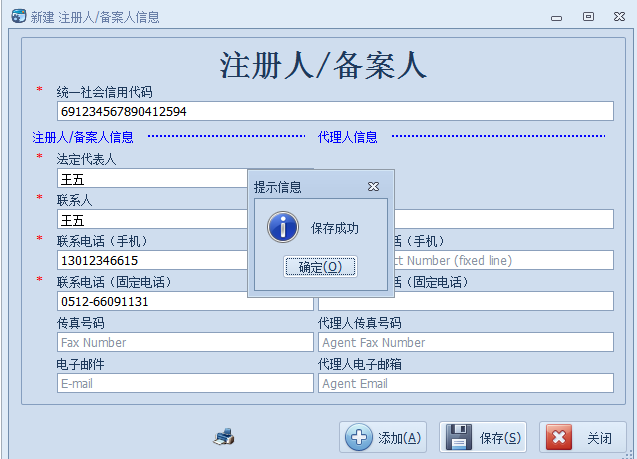 新建 注册人/备案人信息
注册人/备案人
* 统一社会信用代码
691234567890412594
注册人/备案人信息
代理人信息
* 法定代表人
王五
* 联系人
王五
* 联系电话（手机）
13012346615
* 联系电话（固定电话）
0512-66091131
传真号码
Fax Number
电子邮件
E-mail
话（手机）
ct Number (fixed line)
话（固定电话）
代理人传真号码
Agent Fax Number
代理人电子邮箱
Agent Email
提示信息
保存成功
确定(O)
添加(A)
保存(S)
关闭